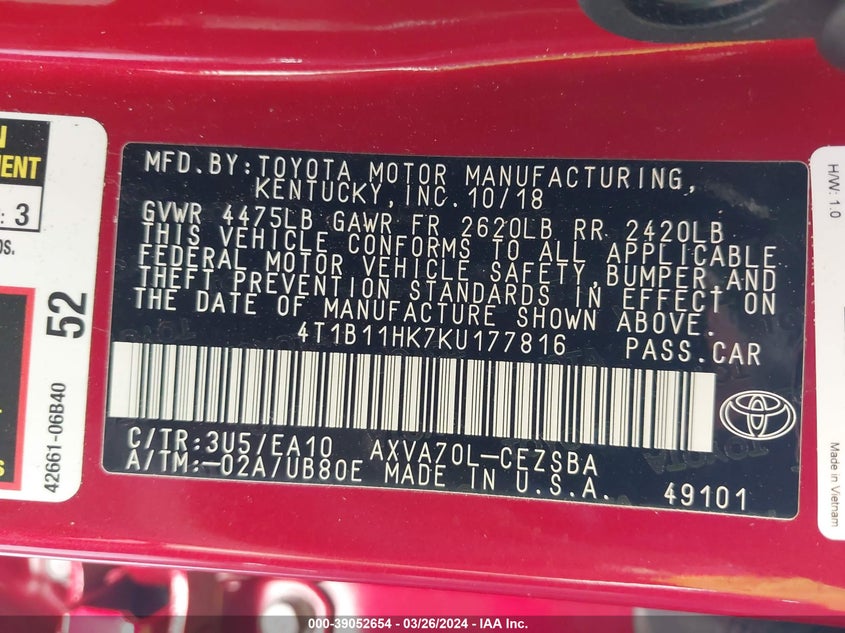 MFD.BY:TOYOTA MOTOR MANUFACTURING,
KENTUCKY,INC.10/18
GVWR 4475LB GAWR FR 2620LB RR 2420LB
THIS VEHICLE CONFORMS TO ALL APPLICABLE
FEDERAL MOTOR VEHICLE SAFETY,BUMPER,AND
THEFT PREVENTION STANDARDS IN EFFECT ON
THE DATE OF MANUFACTURE SHOWN ABOVE.
4T1B11HK7KU177816 PASS.CAR
C/TR:3U5/EA10 AXVA70L-CEZSBA
A/TM:-02A/UB80E MADE IN U.S.A. 49101
: 3
52
42661-06B40
H/W: 1.0
Made in Vietnam
000-39052654 / 03/26/2024 / IAA Inc.